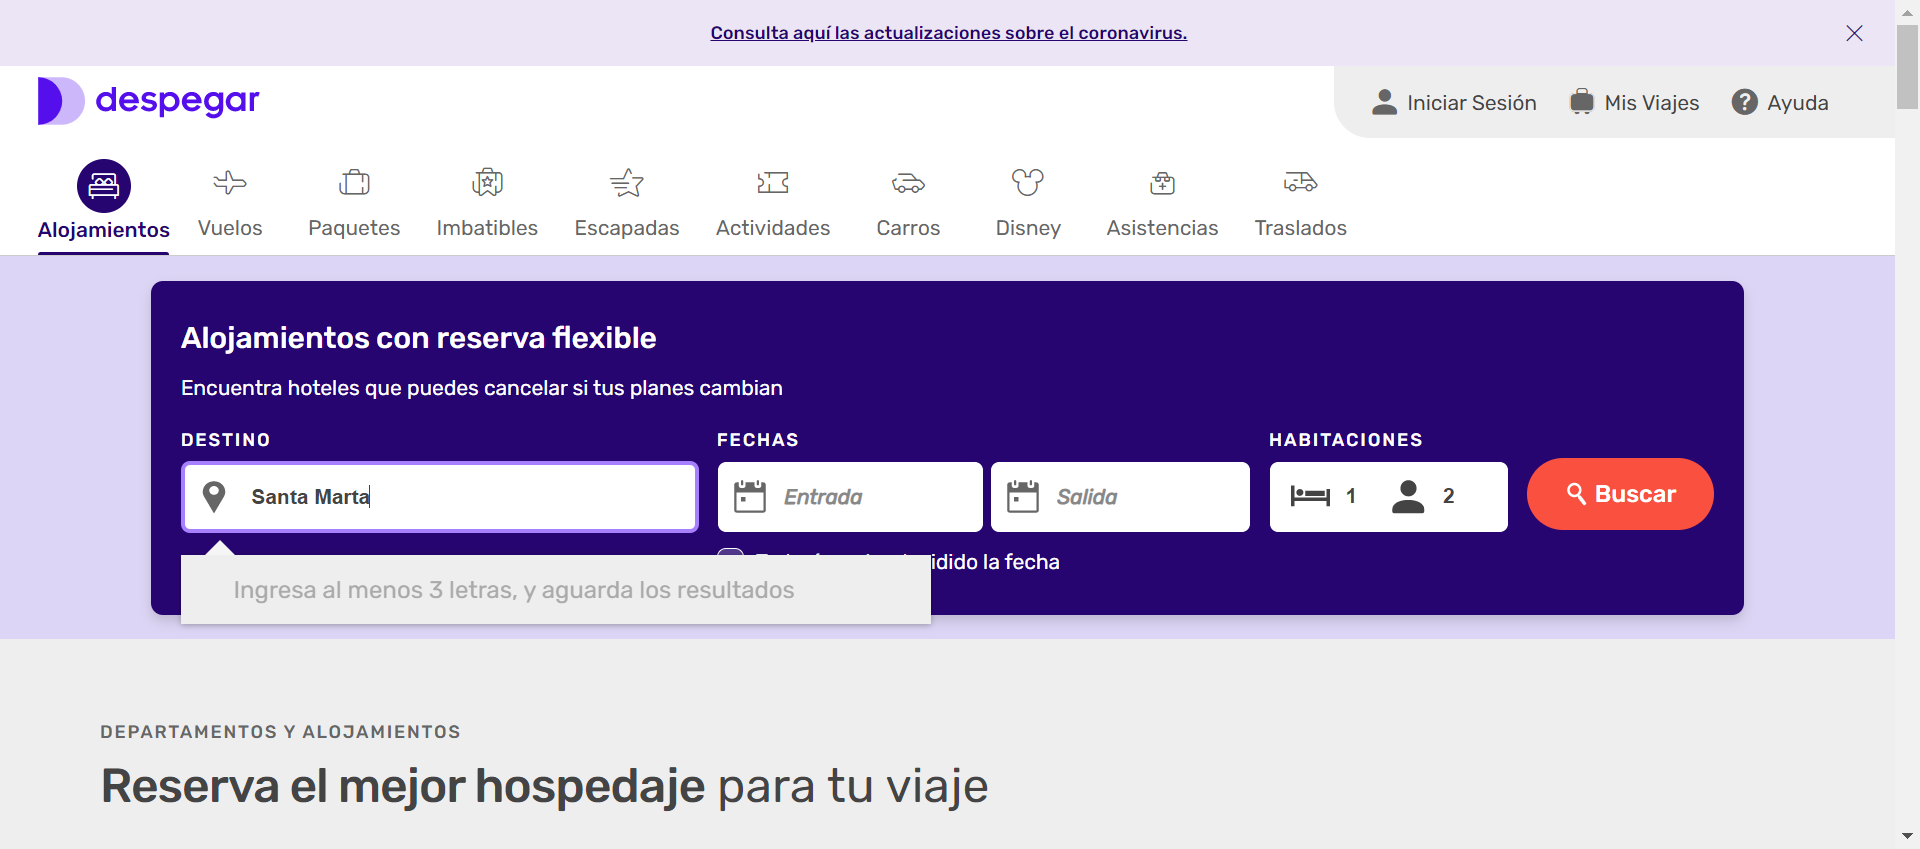 Consulta aquí las actualizaciones sobre el coronavirus.
despegar
Iniciar Sesión
Mis Viajes
? Ayuda
Alojamientos
Vuelos
Paquetes
Imbatibles
Escapadas
Actividades
Carros
Disney
Asistencias
Traslados
Alojamientos con reserva flexible
Encuentra hoteles que puedes cancelar si tus planes cambian
DESTINO
FECHAS
HABITACIONES
Santa Marta
Entrada
Salida
1
2
Buscar
la fecha
Ingresa al menos 3 letras, y aguarda los resultados
DEPARTAMENTOS Y ALOJAMIENTOS
Reserva el mejor hospedaje para tu viaje